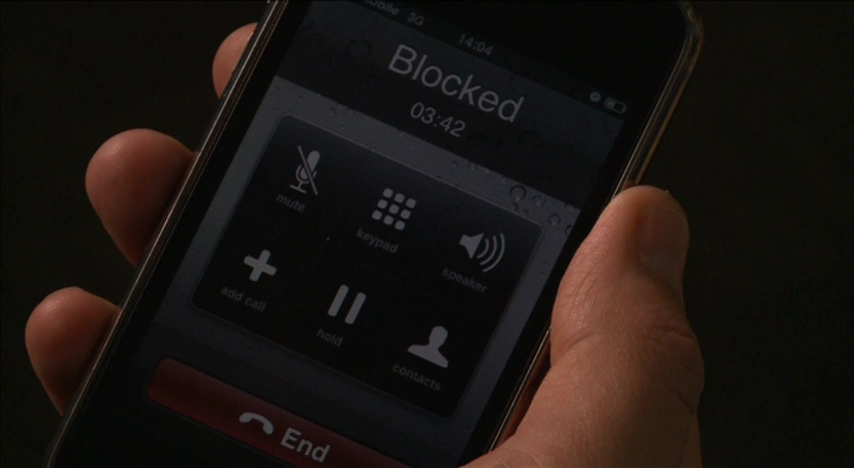 3G
14:04
Blocked
03:42
mute
keypad
speaker
add call
hold
contacts
End